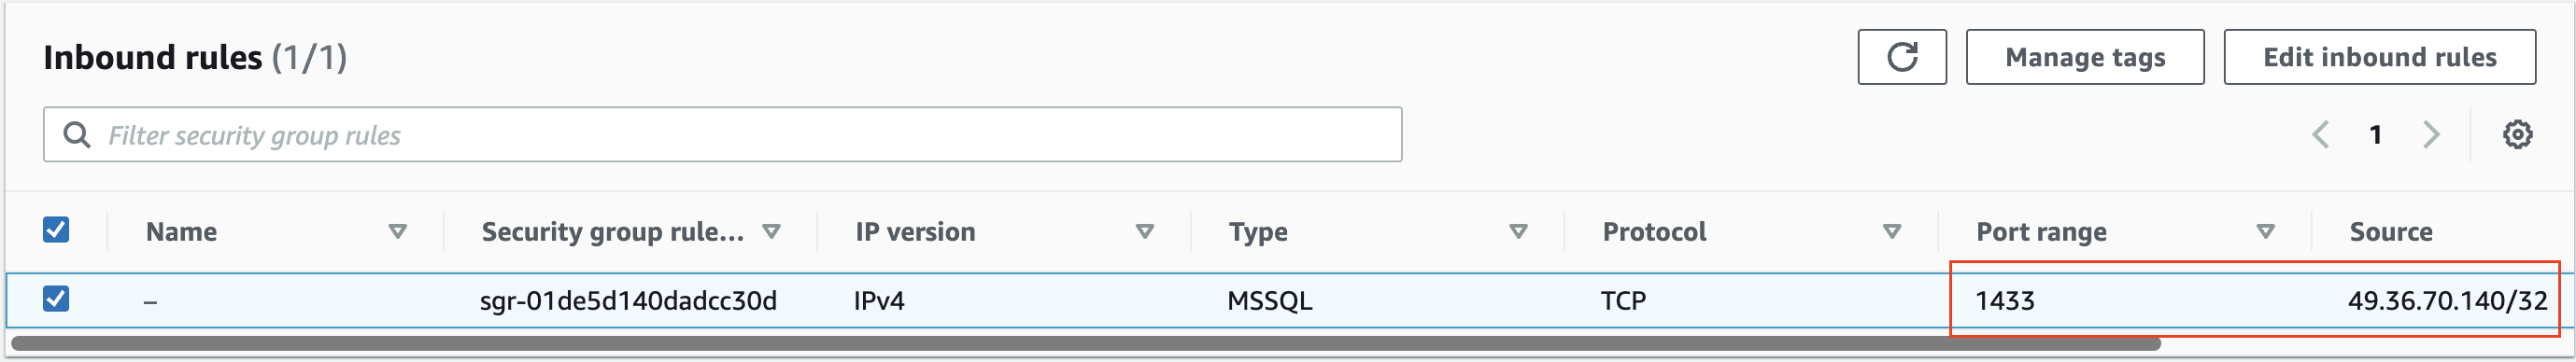 Inbound rules (1/1)
Manage tags
Edit inbound rules
Filter security group rules
1
Name Security group rule... IP version Type Protocol Port range Source
– sgr-01de5d140dadcc30d IPv4 MSSQL TCP 1433 49.36.70.140/32